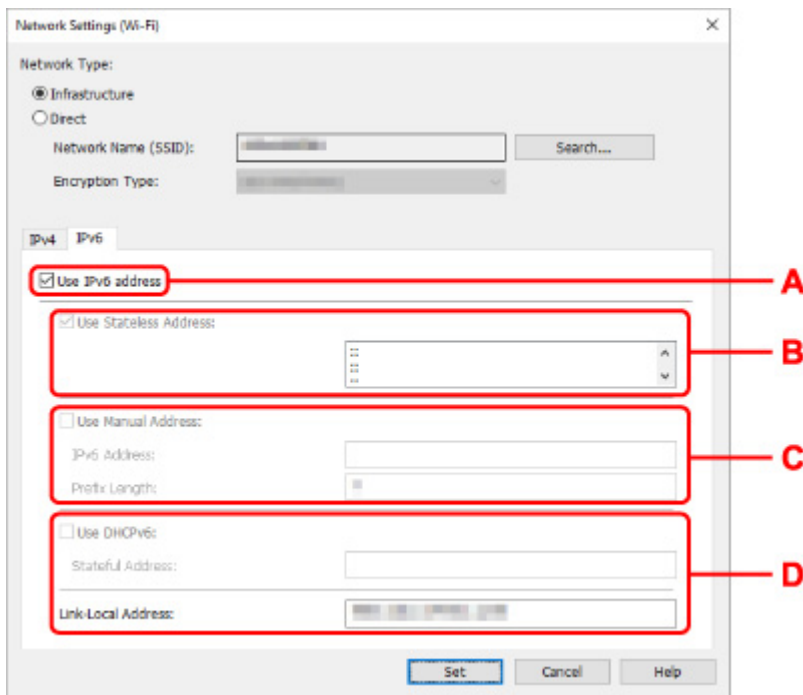 Network Settings (Wi-Fi)
Network Type:
Infrastructure
Direct
Network Name (SSID):
Search...
Encryption Type:
IPv4 IPv6
Use IPv6 address
A
Use Stateless Address:
::
::
::
B
Use Manual Address:
IPv6 Address:
Prefix Length:
C
Use DHCPv6:
Stateful Address:
Link-Local Address:
D
Set Cancel Help